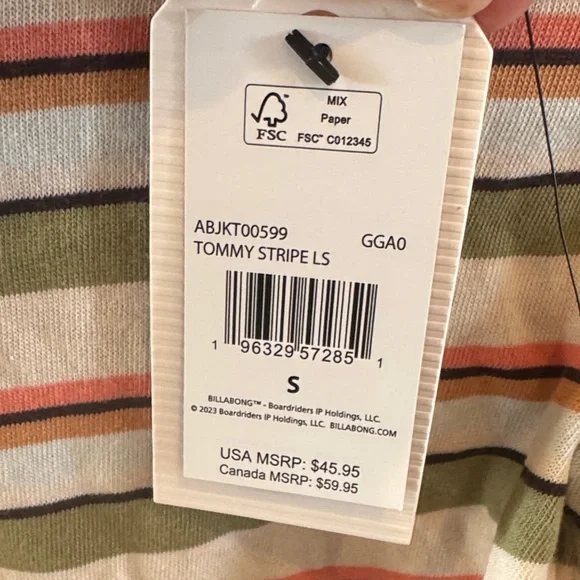 MIX
Paper
FSC
FSC™ C012345
ABJKT00599 GGA0
TOMMY STRIPE LS
1 96329 57285 1
S
BILLABONG™ - Boardriders IP Holdings, LLC.
© 2023 Boardriders IP Holdings, LLC. BILLABONG.COM
USA MSRP: $45.95
Canada MSRP: $59.95